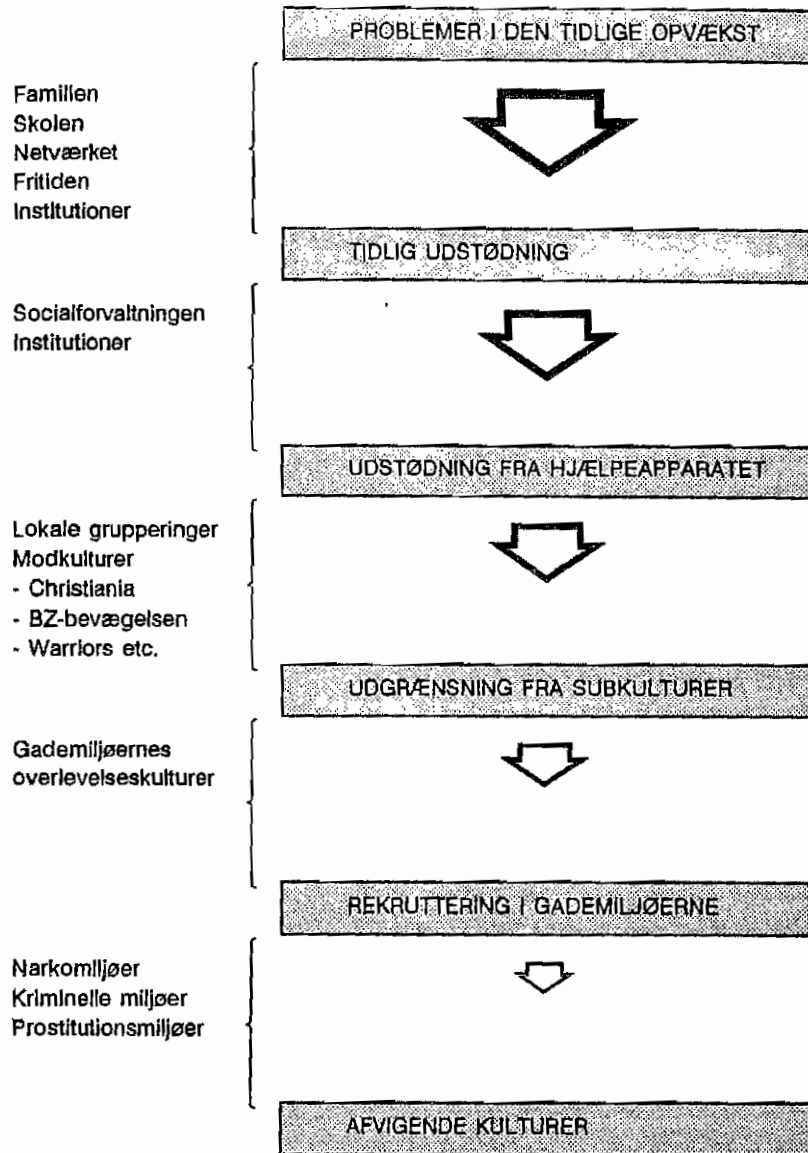 PROBLEMER I DEN TIDLIGE OPVÆKST
Familien
Skolen
Netværket
Fritiden
Institutioner
TIDLIG UDSTØDNING
Socialforvaltningen
Institutioner
UDSTØDNING FRA HJÆLPEAPPARATET
Lokale grupperinger
Modkulturer
- Christiania
- BZ-bevægelsen
- Warriors etc.
UDGRÆNSNING FRA SUBKULTURER
Gademiljøernes
overlevelseskulturer
REKRUTTERING I GADEMILJØERNE
Narkomiljøer
Kriminelle miljøer
Prostitutionsmiljøer
AFVIGENDE KULTURER